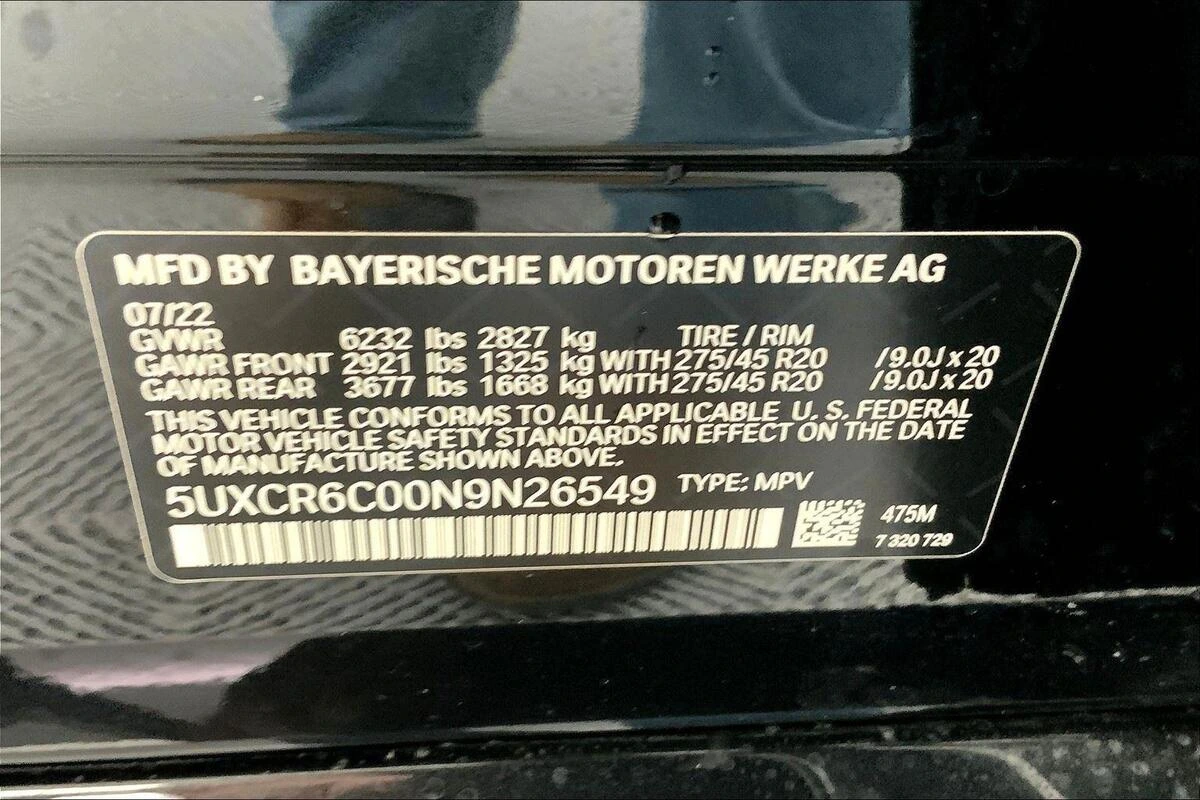 MFD BY BAYERISCHE MOTOREN WERKE AG
07/22
GVWR 6232 lbs 2827 kg TIRE / RIM
GAWR FRONT 2921 lbs 1325 kg WITH 275/45 R20 /9.0J x 20
GAWR REAR 3677 lbs 1668 kg WITH 275/45 R20 /9.0J x 20
THIS VEHICLE CONFORMS TO ALL APPLICABLE U. S. FEDERAL
MOTOR VEHICLE SAFETY STANDARDS IN EFFECT ON THE DATE
OF MANUFACTURE SHOWN ABOVE.
5UXCR6C00N9N26549 TYPE: MPV
475M
7 320 729